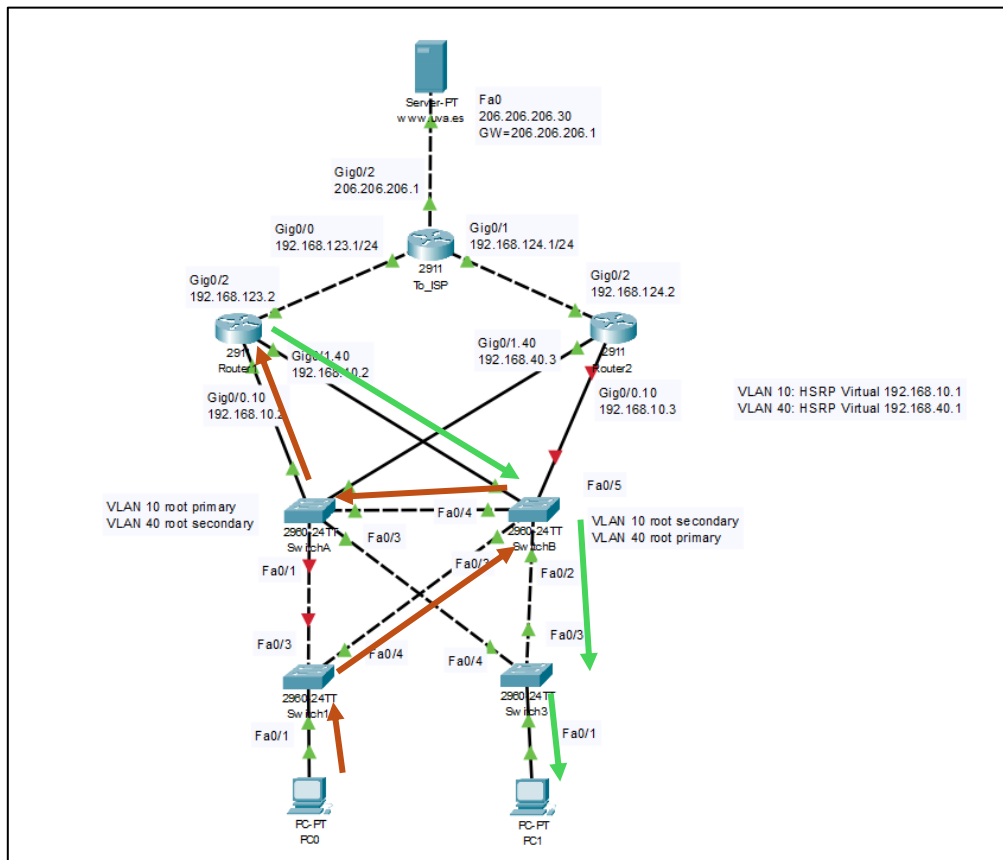 Server-PT
www.uva.es
Fa0
206.206.206.30
GW=206.206.206.1
Gig0/2
206.206.206.1
Gig0/0
192.168.123.1/24
Gig0/1
192.168.124.1/24
2911
To_ISP
Gig0/2
192.168.123.2
Gig0/2
192.168.124.2
Gig0/1.40
192.168.40.3
2911
Router2
Gig0/1.40
192.168.10.2
Gig0/0.10
Gig0/0.10
192.168.10.3
VLAN 10: HSRP Virtual 192.168.10.1
VLAN 40: HSRP Virtual 192.168.40.1
VLAN 10 root primary
VLAN 40 root secondary
Fa0/4
Fa0/5
2960-24TT
SwitchA
2960-24TT
SwitchB
VLAN 10 root secondary
VLAN 40 root primary
Fa0/3
Fa0/1
Fa0/2
Fa0/3
Fa0/4
Fa0/4
Fa0/3
2960-24TT
2960-24TT
Switch3
Fa0/1
Fa0/1
PC-PT
PC0
PC-PT
PC1